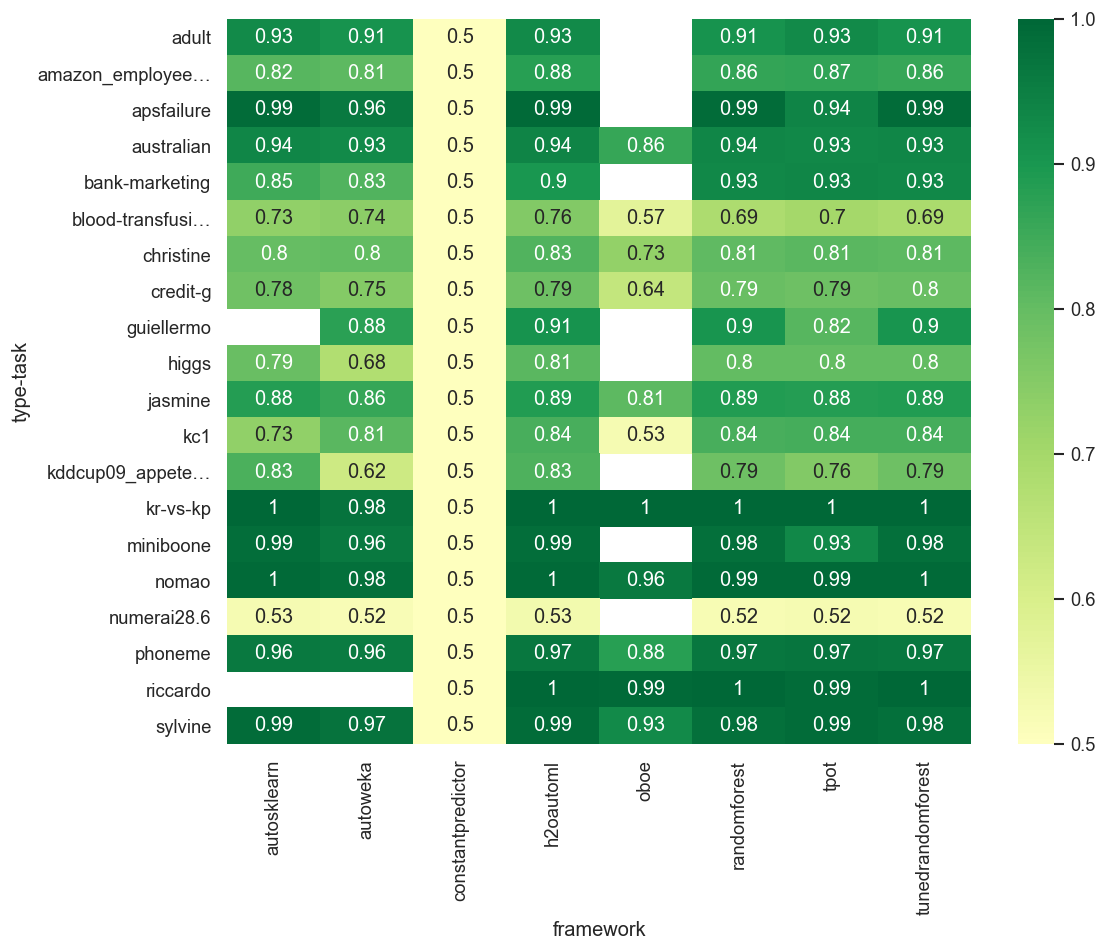 adult 0.93 0.91 0.5 0.93 0.91 0.93 0.91
amazon_employee… 0.82 0.81 0.5 0.88 0.86 0.87 0.86
apsfailure 0.99 0.96 0.5 0.99 0.99 0.94 0.99
australian 0.94 0.93 0.5 0.94 0.86 0.94 0.93 0.93
bank-marketing 0.85 0.83 0.5 0.9 0.93 0.93 0.93
blood-transfusi… 0.73 0.74 0.5 0.76 0.57 0.69 0.7 0.69
christine 0.8 0.8 0.5 0.83 0.73 0.81 0.81 0.81
credit-g 0.78 0.75 0.5 0.79 0.64 0.79 0.79 0.8
guiellermo 0.88 0.5 0.91 0.9 0.82 0.9
higgs 0.79 0.68 0.5 0.81 0.8 0.8 0.8
jasmine 0.88 0.86 0.5 0.89 0.81 0.89 0.88 0.89
kc1 0.73 0.81 0.5 0.84 0.53 0.84 0.84 0.84
kddcup09_appete… 0.83 0.62 0.5 0.83 0.79 0.76 0.79
kr-vs-kp 1 0.98 0.5 1 1 1 1 1
miniboone 0.99 0.96 0.5 0.99 0.98 0.93 0.98
nomao 1 0.98 0.5 1 0.96 0.99 0.99 1
numerai28.6 0.53 0.52 0.5 0.53 0.52 0.52 0.52
phoneme 0.96 0.96 0.5 0.97 0.88 0.97 0.97 0.97
riccardo 0.5 1 0.99 1 0.99 1
sylvine 0.99 0.97 0.5 0.99 0.93 0.98 0.99 0.98
type-task
autosklearn
autoweka
constantpredictor
h2oautoml
oboe
randomforest
tpot
tunedrandomforest
framework
1.0
0.9
0.8
0.7
0.6
0.5